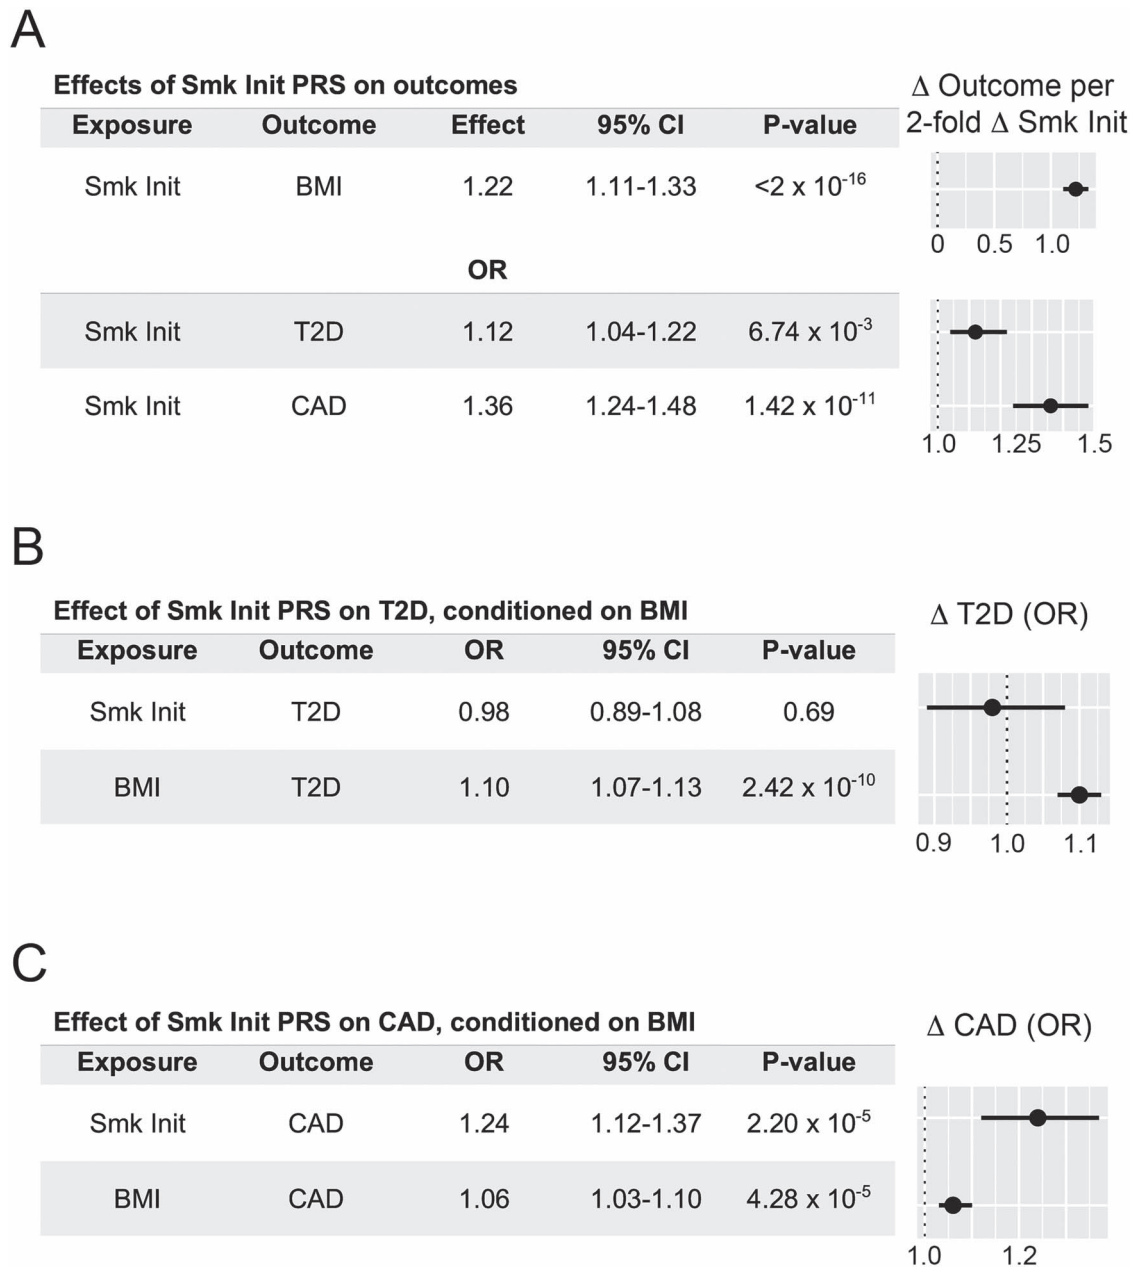 A
Effects of Smk Init PRS on outcomes
Δ Outcome per
2-fold Δ Smk Init
Exposure Outcome Effect 95% CI P-value
Smk Init BMI 1.22 1.11-1.33 <2 x 10⁻¹⁶
0 0.5 1.0
OR
Smk Init T2D 1.12 1.04-1.22 6.74 x 10⁻³
Smk Init CAD 1.36 1.24-1.48 1.42 x 10⁻¹¹
1.0 1.25 1.5
B
Effect of Smk Init PRS on T2D, conditioned on BMI
Δ T2D (OR)
Exposure Outcome OR 95% CI P-value
Smk Init T2D 0.98 0.89-1.08 0.69
BMI T2D 1.10 1.07-1.13 2.42 x 10⁻¹⁰
0.9 1.0 1.1
C
Effect of Smk Init PRS on CAD, conditioned on BMI
Δ CAD (OR)
Exposure Outcome OR 95% CI P-value
Smk Init CAD 1.24 1.12-1.37 2.20 x 10⁻⁵
BMI CAD 1.06 1.03-1.10 4.28 x 10⁻⁵
1.0 1.2